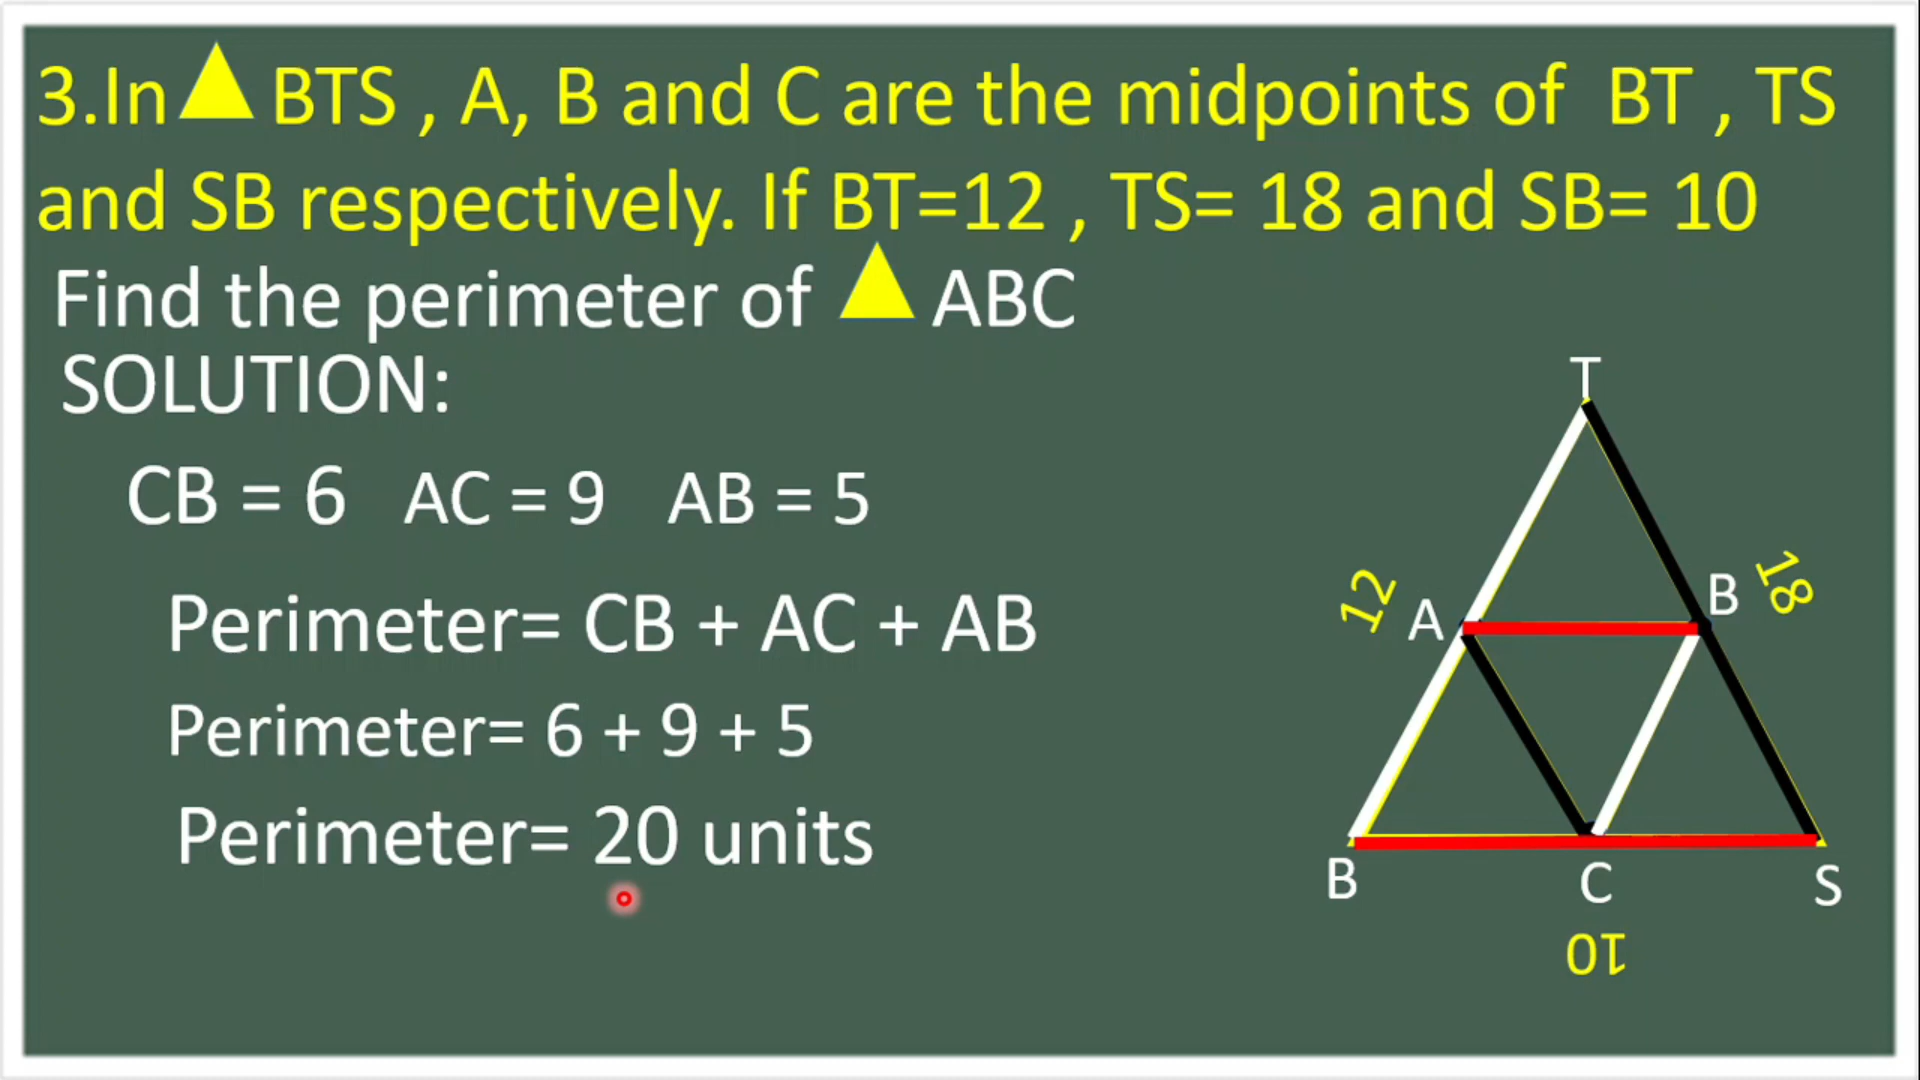 3.In BTS , A, B and C are the midpoints of BT , TS
and SB respectively. If BT=12 , TS= 18 and SB= 10
Find the perimeter of ABC
SOLUTION:
CB = 6 AC = 9 AB = 5
Perimeter= CB + AC + AB
Perimeter= 6 + 9 + 5
Perimeter= 20 units
T
12
A
B
18
B
C
S
10